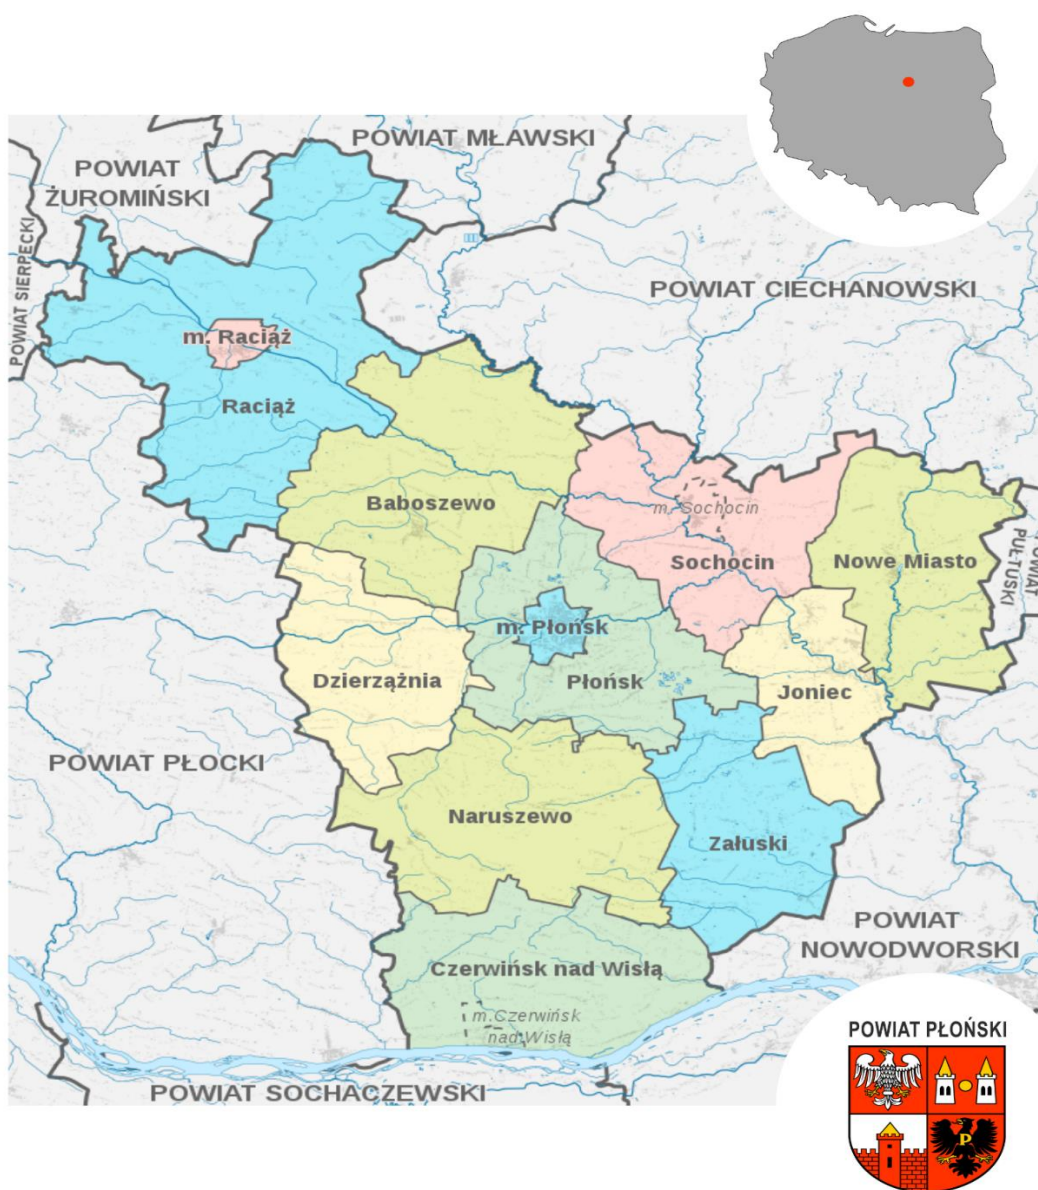 POWIAT MŁAWSKI
POWIAT
ŻUROMIŃSKI
POWIAT SIERPECKI
POWIAT CIECHANOWSKI
m. Raciąż
Raciąż
Baboszewo
m. Sochocin
Sochocin
Nowe Miasto
POWIAT
PUŁTUSKI
m. Płońsk
Dzierzążnia
Płońsk
Joniec
POWIAT PŁOCKI
Naruszewo
Załuski
POWIAT
NOWODWORSKI
Czerwińsk nad Wisłą
m.Czerwińsk
nad Wisłą
POWIAT SOCHACZEWSKI
POWIAT PŁOŃSKI
P